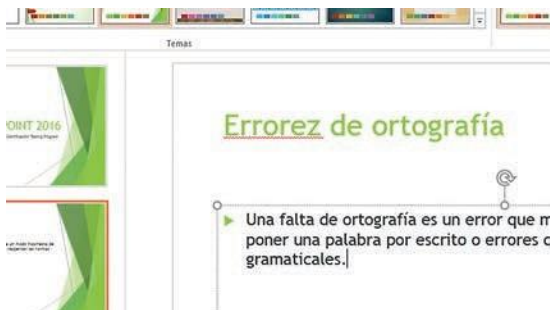 Temas
OINT 2016
Errorez de ortografía
Una falta de ortografía es un error que m
poner una palabra por escrito o errores
gramaticales.